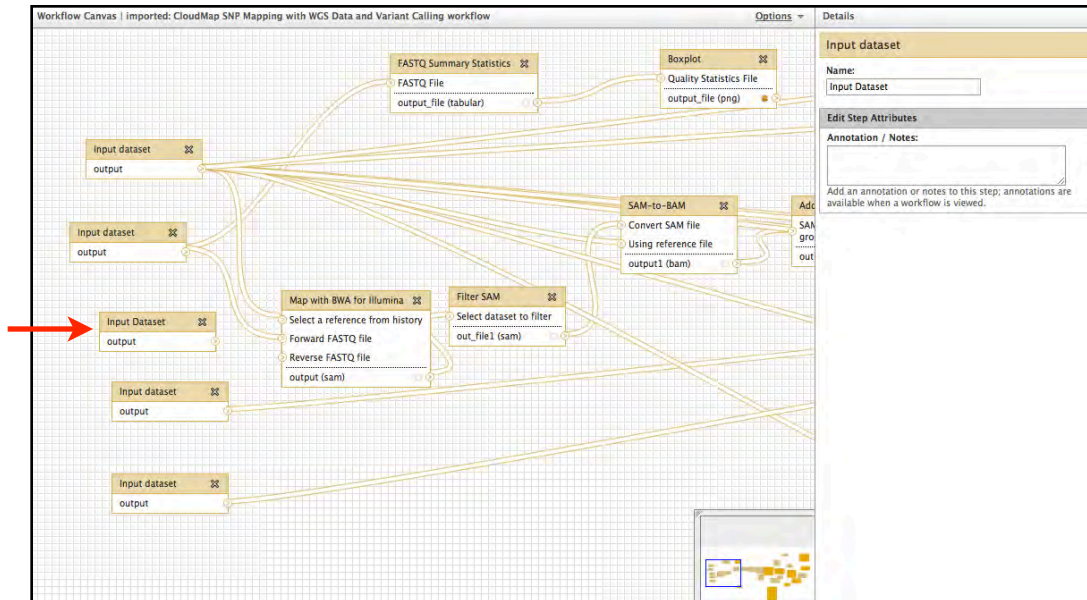 Workflow Canvas | imported: CloudMap SNP Mapping with WGS Data and Variant Calling workflow
Options
Details
Input dataset
Name:
Input Dataset
Edit Step Attributes
Annotation / Notes:
Add an annotation or notes to this step; annotations are
available when a workflow is viewed.
FASTQ Summary Statistics
FASTQ File
output_file (tabular)
Boxplot
Quality Statistics File
output_file (png)
Input dataset
output
Input dataset
output
SAM-to-BAM
Convert SAM file
Using reference file
output1 (bam)
Add
SAM
gro
out
Map with BWA for Illumina
Select a reference from history
Forward FASTQ file
Reverse FASTQ file
output (sam)
Filter SAM
Select dataset to filter
out_file1 (sam)
Input Dataset
output
Input dataset
output
Input dataset
output